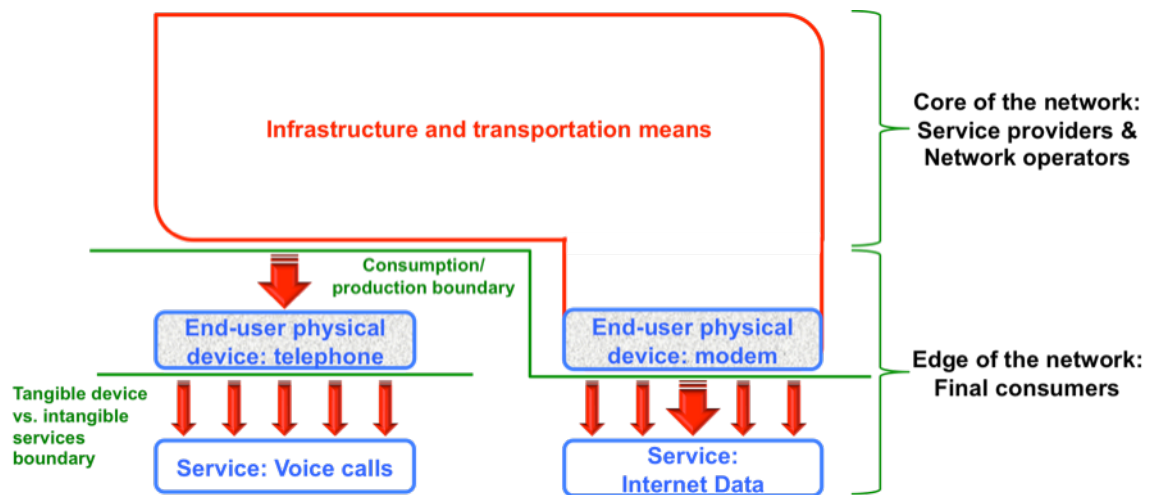 Infrastructure and transportation means
Core of the network:
Service providers &
Network operators
Consumption/
production boundary
End-user physical
device: telephone
End-user physical
device: modem
Edge of the network:
Final consumers
Tangible device
vs. intangible
services
boundary
Service: Voice calls
Service:
Internet Data